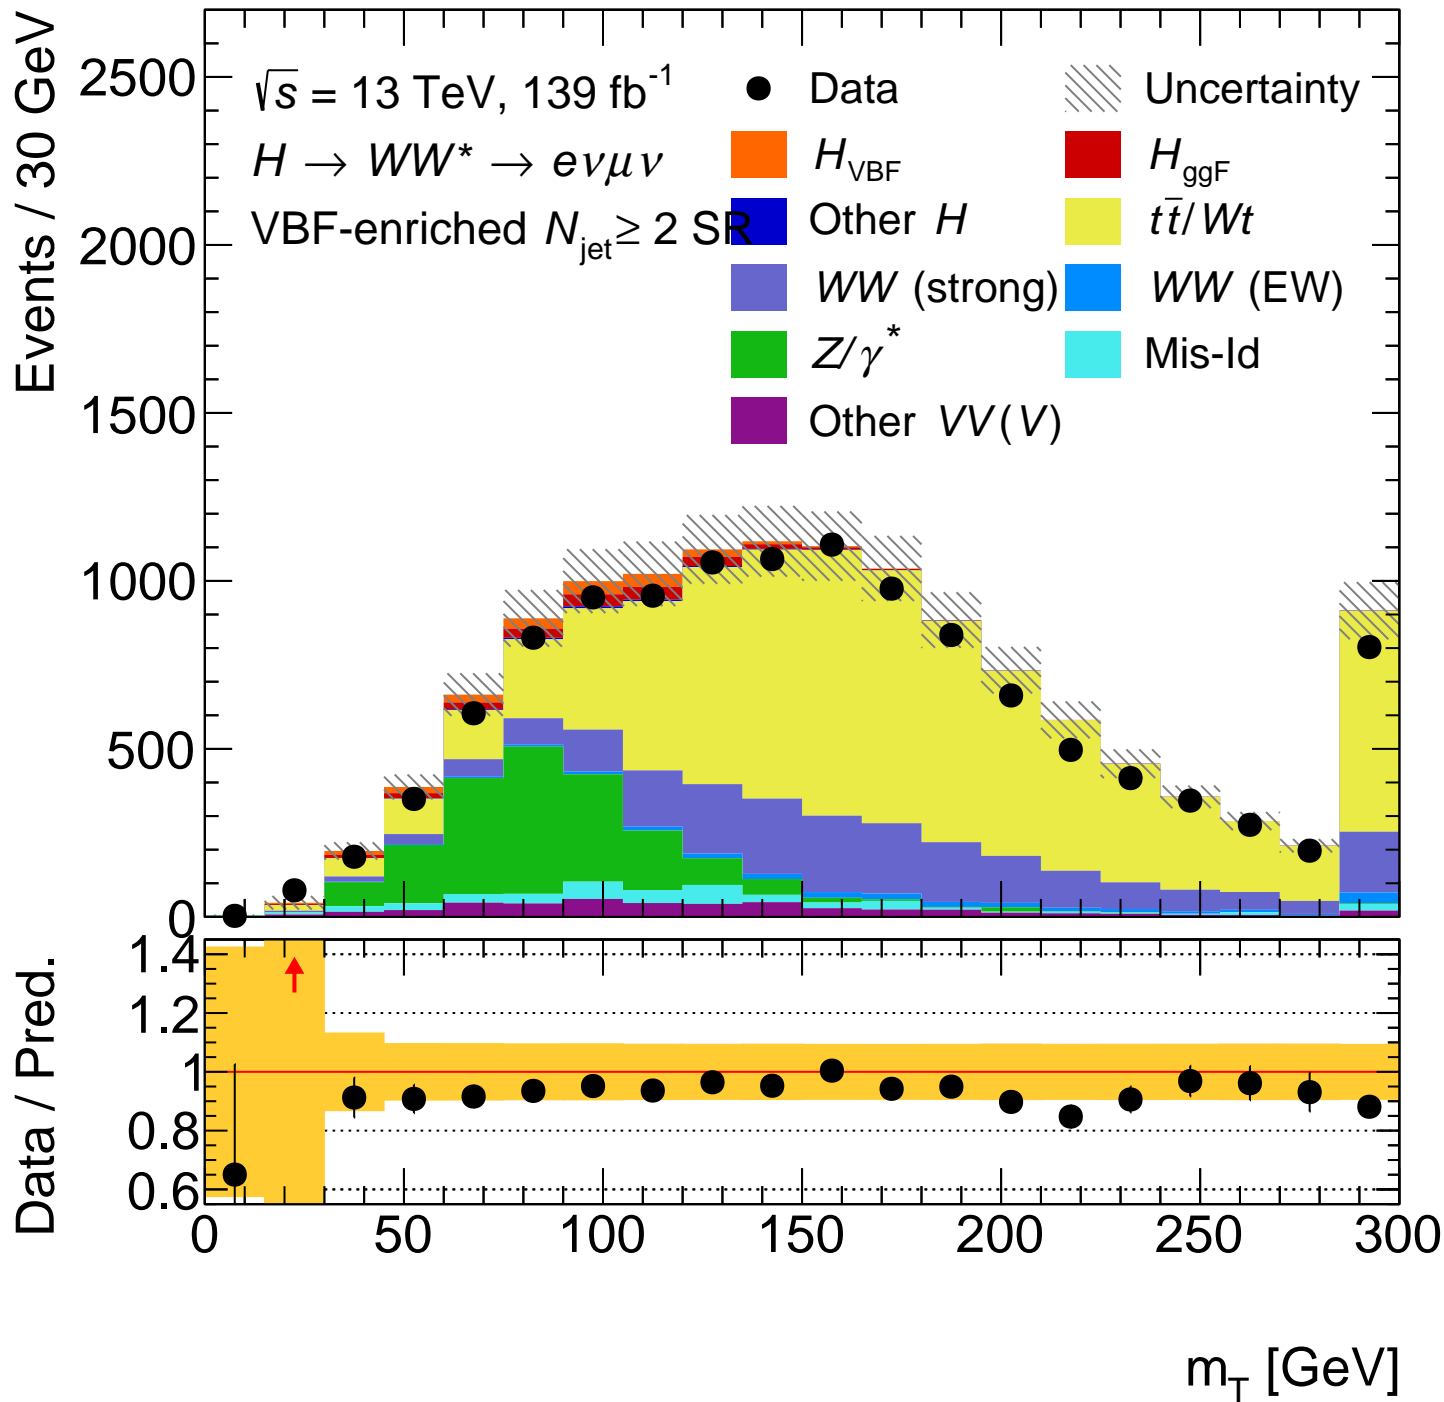 Events / 30 GeV
2500
2000
1500
1000
500
0
√s = 13 TeV, 139 fb⁻¹
H → WW* → eνμν
VBF-enriched N_jet ≥ 2 SR
Data
Uncertainty
H_VBF
H_ggF
Other H
tt̄/Wt
WW (strong)
WW (EW)
Z/γ*
Mis-Id
Other VV(V)
Data / Pred.
1.4
1.2
1
0.8
0.6
0 50 100 150 200 250 300
m_T [GeV]